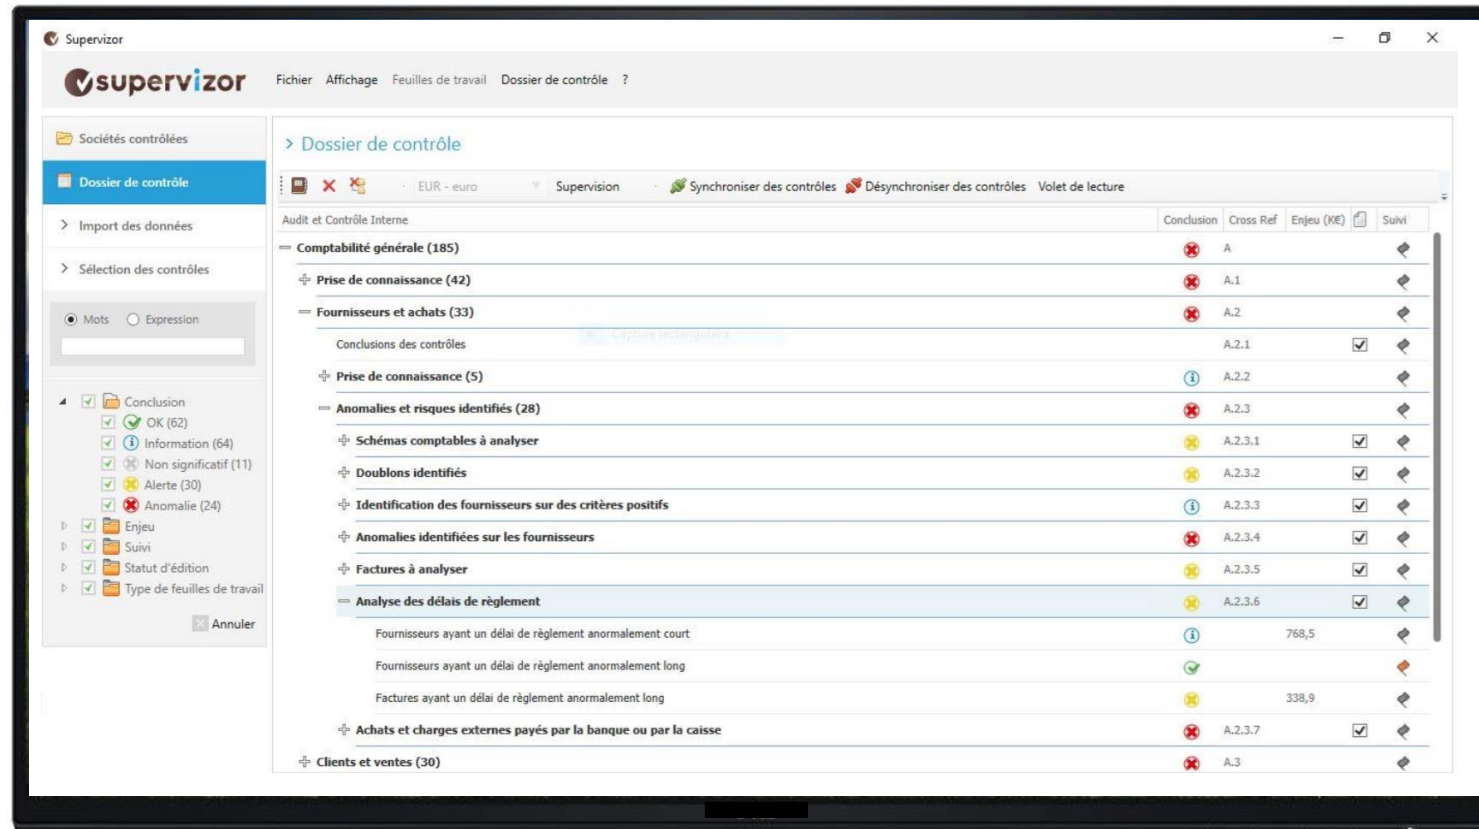 Supervizor
supervizor Fichier Affichage Feuilles de travail Dossier de contrôle ?
Sociétés contrôlées
Dossier de contrôle
> Import des données
> Sélection des contrôles
Mots Expression
Conclusion
OK (62)
Information (64)
Non significatif (11)
Alerte (30)
Anomalie (24)
Enjeu
Suivi
Statut d'édition
Type de feuilles de travail
Annuler
> Dossier de contrôle
EUR - euro Supervision Synchroniser des contrôles Désynchroniser des contrôles Volet de lecture
Audit et Contrôle Interne Conclusion Cross Ref Enjeu (K€) Suivi
Comptabilité générale (185) A
Prise de connaissance (42) A.1
Fournisseurs et achats (33) A.2
Capture rectangulaire
Conclusions des contrôles A.2.1
Prise de connaissance (5) A.2.2
Anomalies et risques identifiés (28) A.2.3
Schémas comptables à analyser A.2.3.1
Doublons identifiés A.2.3.2
Identification des fournisseurs sur des critères positifs A.2.3.3
Anomalies identifiées sur les fournisseurs A.2.3.4
Factures à analyser A.2.3.5
Analyse des délais de règlement A.2.3.6
Fournisseurs ayant un délai de règlement anormalement court 768,5
Fournisseurs ayant un délai de règlement anormalement long
Factures ayant un délai de règlement anormalement long 338,9
Achats et charges externes payés par la banque ou par la caisse A.2.3.7
Clients et ventes (30) A.3